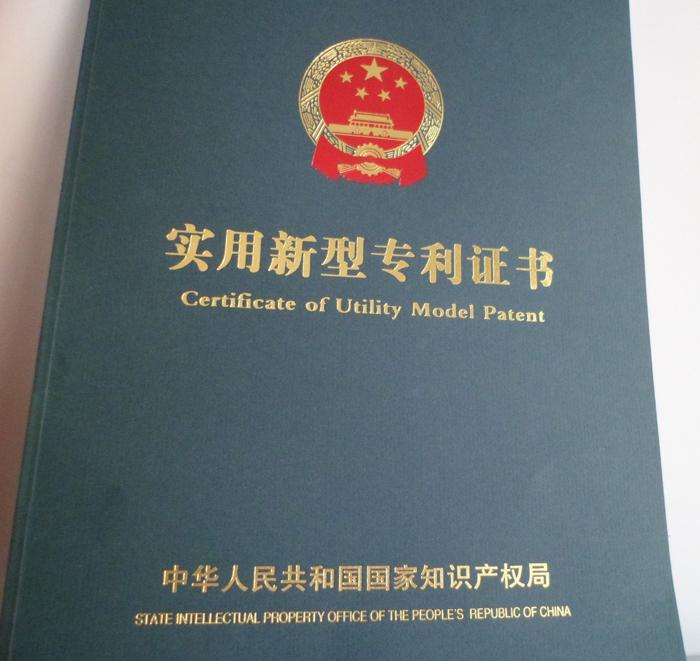 实用新型专利证书
Certificate of Utility Model Patent
中华人民共和国国家知识产权局
STATE INTELLECTUAL PROPERTY OFFICE OF THE PEOPLE'S REPUBLIC OF CHINA